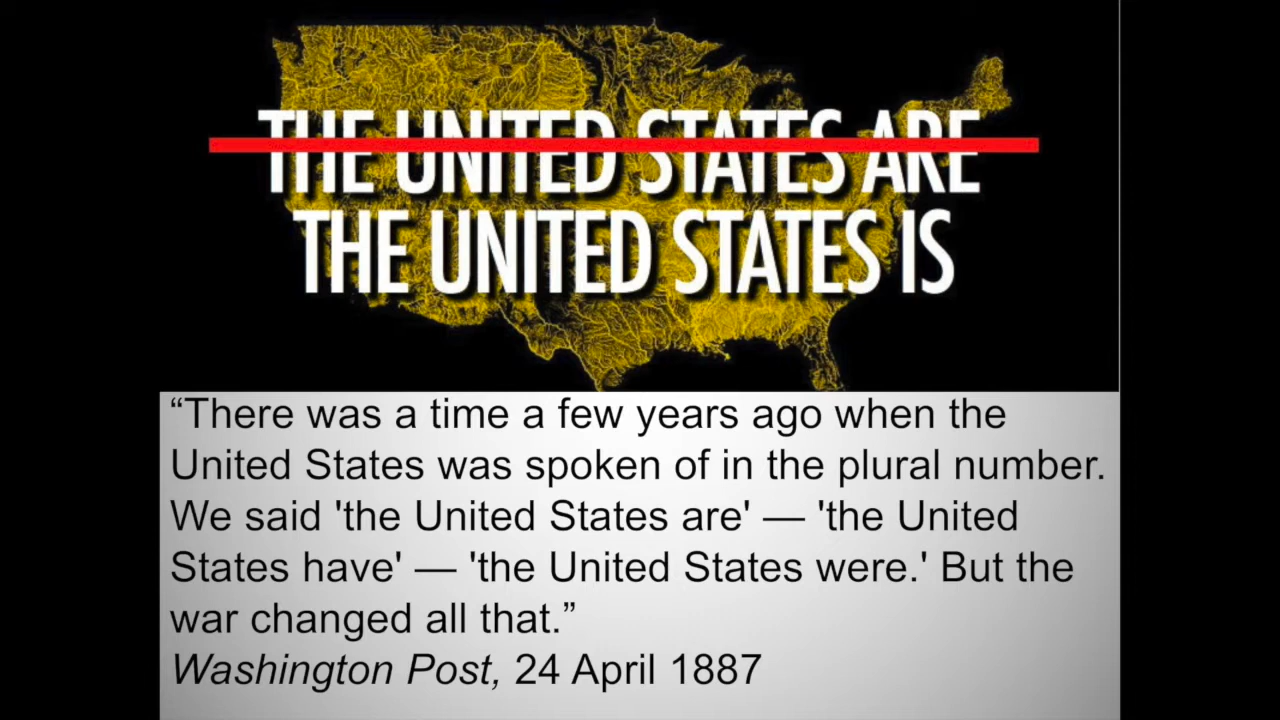 THE UNITED STATES ARE
THE UNITED STATES IS
“There was a time a few years ago when the
United States was spoken of in the plural number.
We said 'the United States are' — 'the United
States have' — 'the United States were.' But the
war changed all that.”
Washington Post, 24 April 1887